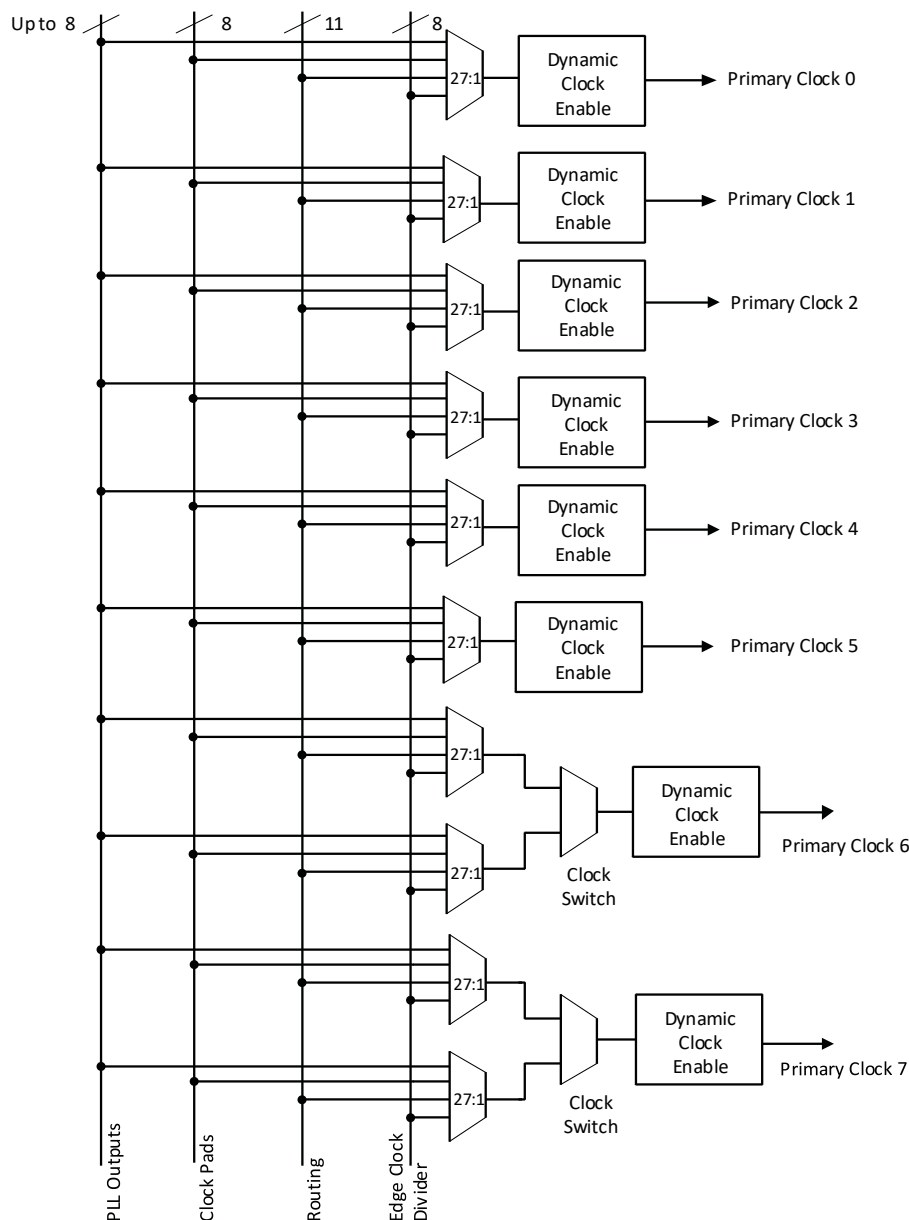 Up to 8
8
11
8
27:1
Dynamic
Clock
Enable
Primary Clock 0
27:1
Dynamic
Clock
Enable
Primary Clock 1
27:1
Dynamic
Clock
Enable
Primary Clock 2
27:1
Dynamic
Clock
Enable
Primary Clock 3
27:1
Dynamic
Clock
Enable
Primary Clock 4
27:1
Dynamic
Clock
Enable
Primary Clock 5
27:1
27:1
Clock
Switch
Dynamic
Clock
Enable
Primary Clock 6
27:1
27:1
Clock
Switch
Dynamic
Clock
Enable
Primary Clock 7
PLL Outputs
Clock Pads
Routing
Edge Clock
Divider